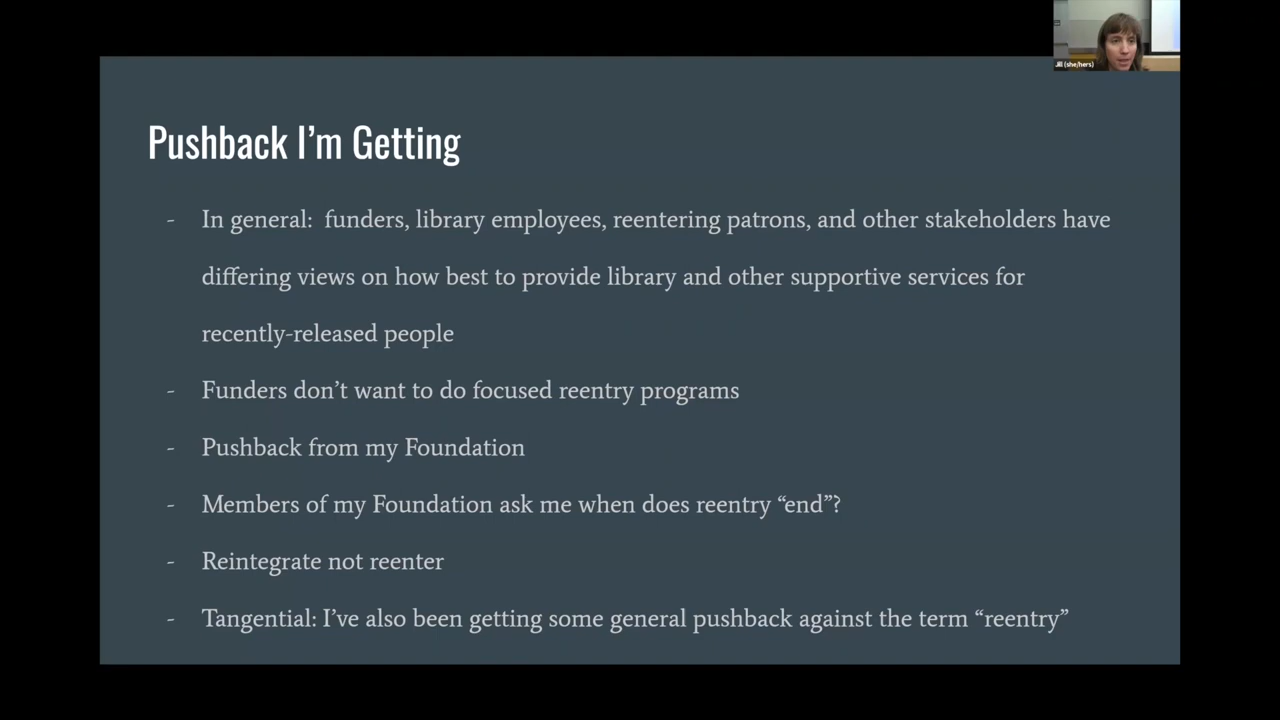 Jill (she/hers)
Pushback I’m Getting
- In general:  funders, library employees, reentering patrons, and other stakeholders have
differing views on how best to provide library and other supportive services for
recently-released people
- Funders don’t want to do focused reentry programs
- Pushback from my Foundation
- Members of my Foundation ask me when does reentry “end”?
- Reintegrate not reenter
- Tangential: I’ve also been getting some general pushback against the term “reentry”